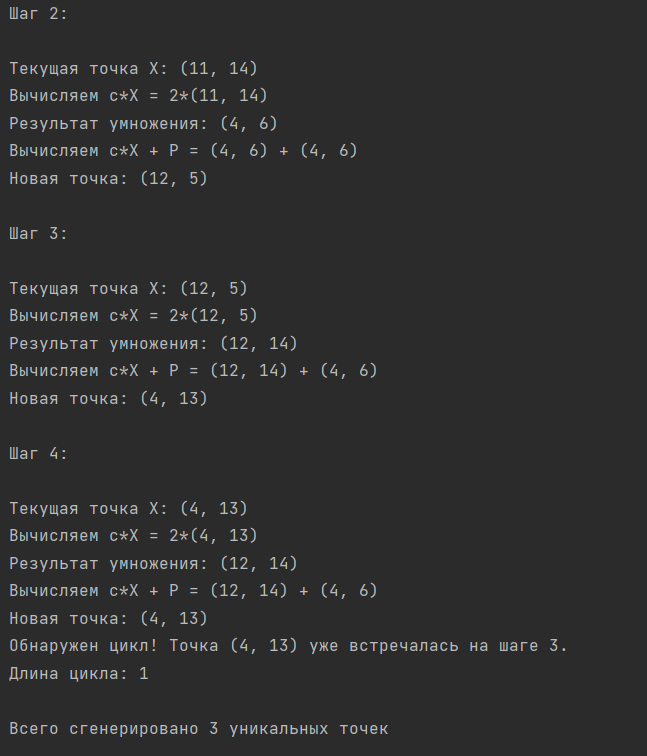 Шаг 2:
Текущая точка X: (11, 14)
Вычисляем c*X = 2*(11, 14)
Результат умножения: (4, 6)
Вычисляем c*X + P = (4, 6) + (4, 6)
Новая точка: (12, 5)
Шаг 3:
Текущая точка X: (12, 5)
Вычисляем c*X = 2*(12, 5)
Результат умножения: (12, 14)
Вычисляем c*X + P = (12, 14) + (4, 6)
Новая точка: (4, 13)
Шаг 4:
Текущая точка X: (4, 13)
Вычисляем c*X = 2*(4, 13)
Результат умножения: (12, 14)
Вычисляем c*X + P = (12, 14) + (4, 6)
Новая точка: (4, 13)
Обнаружен цикл! Точка (4, 13) уже встречалась на шаге 3.
Длина цикла: 1
Всего сгенерировано 3 уникальных точек